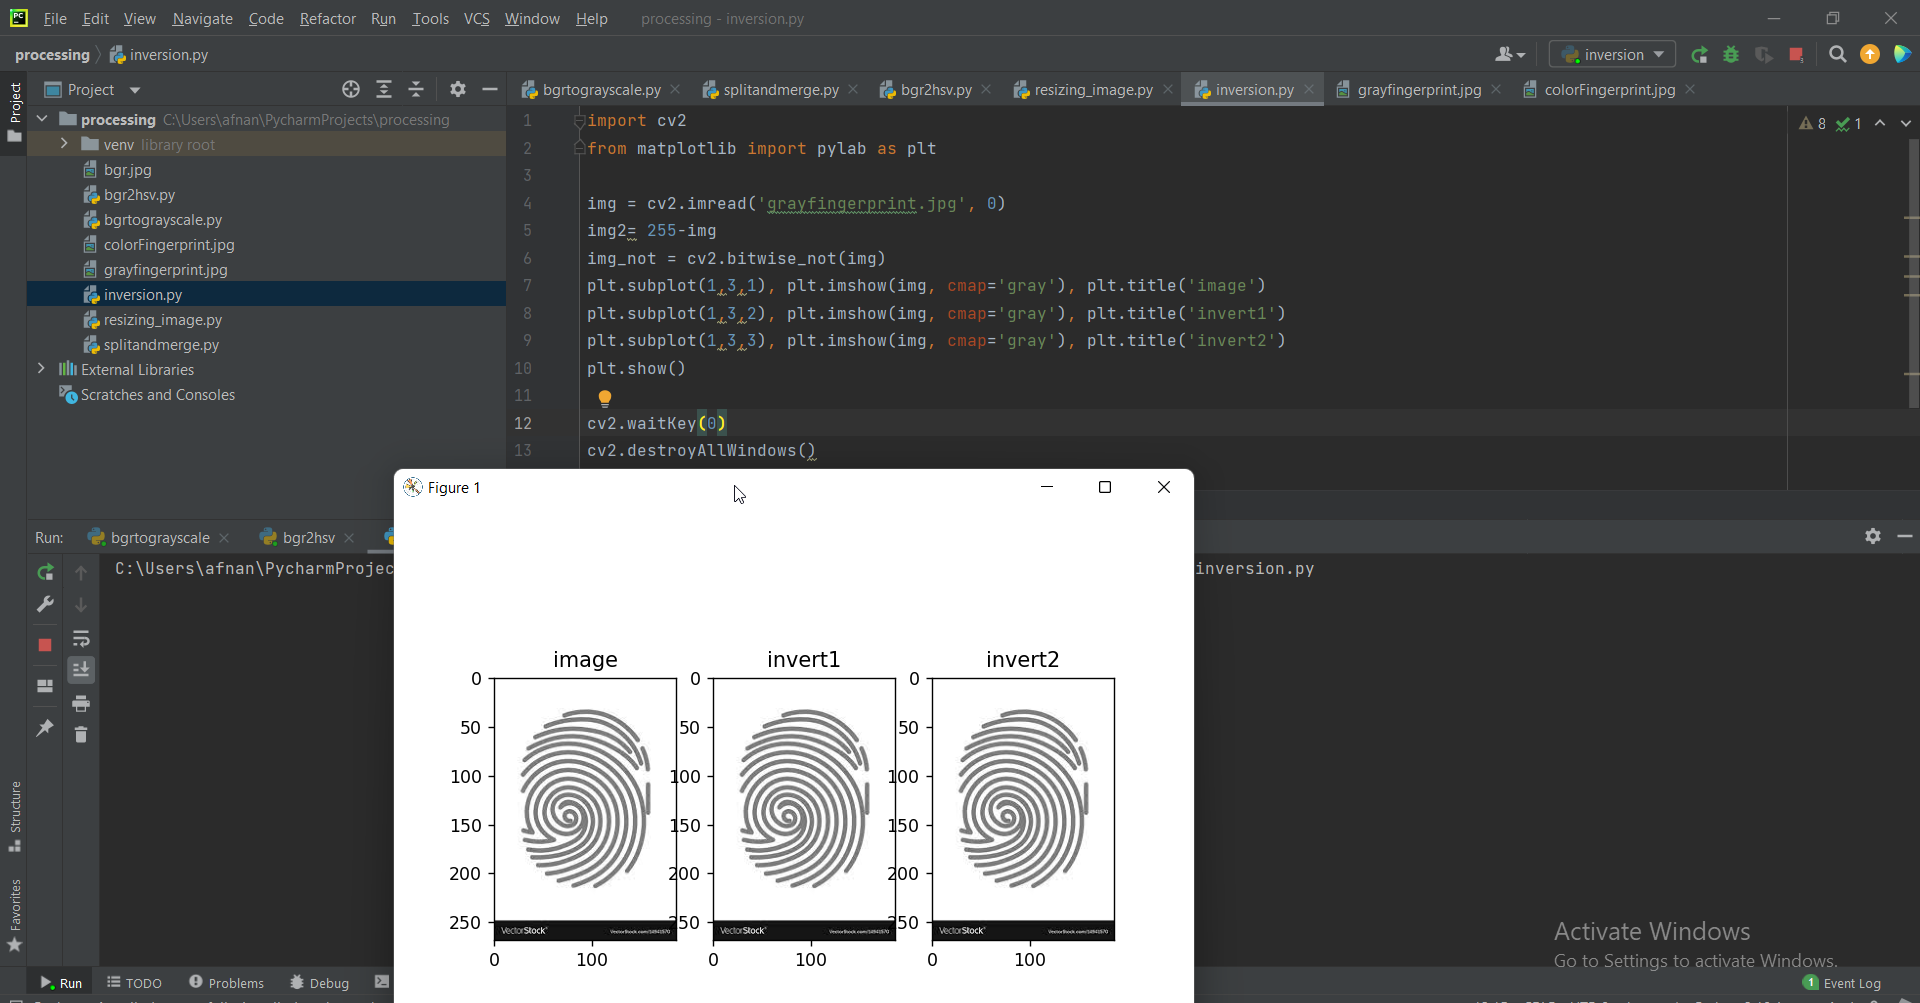 File Edit View Navigate Code Refactor Run Tools VCS Window Help processing - inversion.py
processing inversion.py
inversion
Project
bgrtograyscale.py splitandmerge.py bgr2hsv.py resizing_image.py inversion.py grayfingerprint.jpg colorFingerprint.jpg
Project
processing C:\Users\afnan\PycharmProjects\processing
venv library root
bgr.jpg
bgr2hsv.py
bgrtograyscale.py
colorFingerprint.jpg
grayfingerprint.jpg
inversion.py
resizing_image.py
splitandmerge.py
External Libraries
Scratches and Consoles
8 1
1 import cv2
2 from matplotlib import pylab as plt
3
4 img = cv2.imread('grayfingerprint.jpg', 0)
5 img2= 255-img
6 img_not = cv2.bitwise_not(img)
7 plt.subplot(1,3,1), plt.imshow(img, cmap='gray'), plt.title('image')
8 plt.subplot(1,3,2), plt.imshow(img, cmap='gray'), plt.title('invert1')
9 plt.subplot(1,3,3), plt.imshow(img, cmap='gray'), plt.title('invert2')
10 plt.show()
11
12 cv2.waitKey(0)
13 cv2.destroyAllWindows()
Figure 1
Run: bgrtograyscale bgr2hsv
C:\Users\afnan\PycharmProjec inversion.py
image invert1 invert2
0 0 0
50 50 50
100 100 100
150 150 150
200 200 200
250 250 250
VectorStock® VectorStock® VectorStock®
0 100 0 100 0 100
Structure
Favorites
Activate Windows
Go to Settings to activate Windows.
Run TODO Problems Debug
1 Event Log